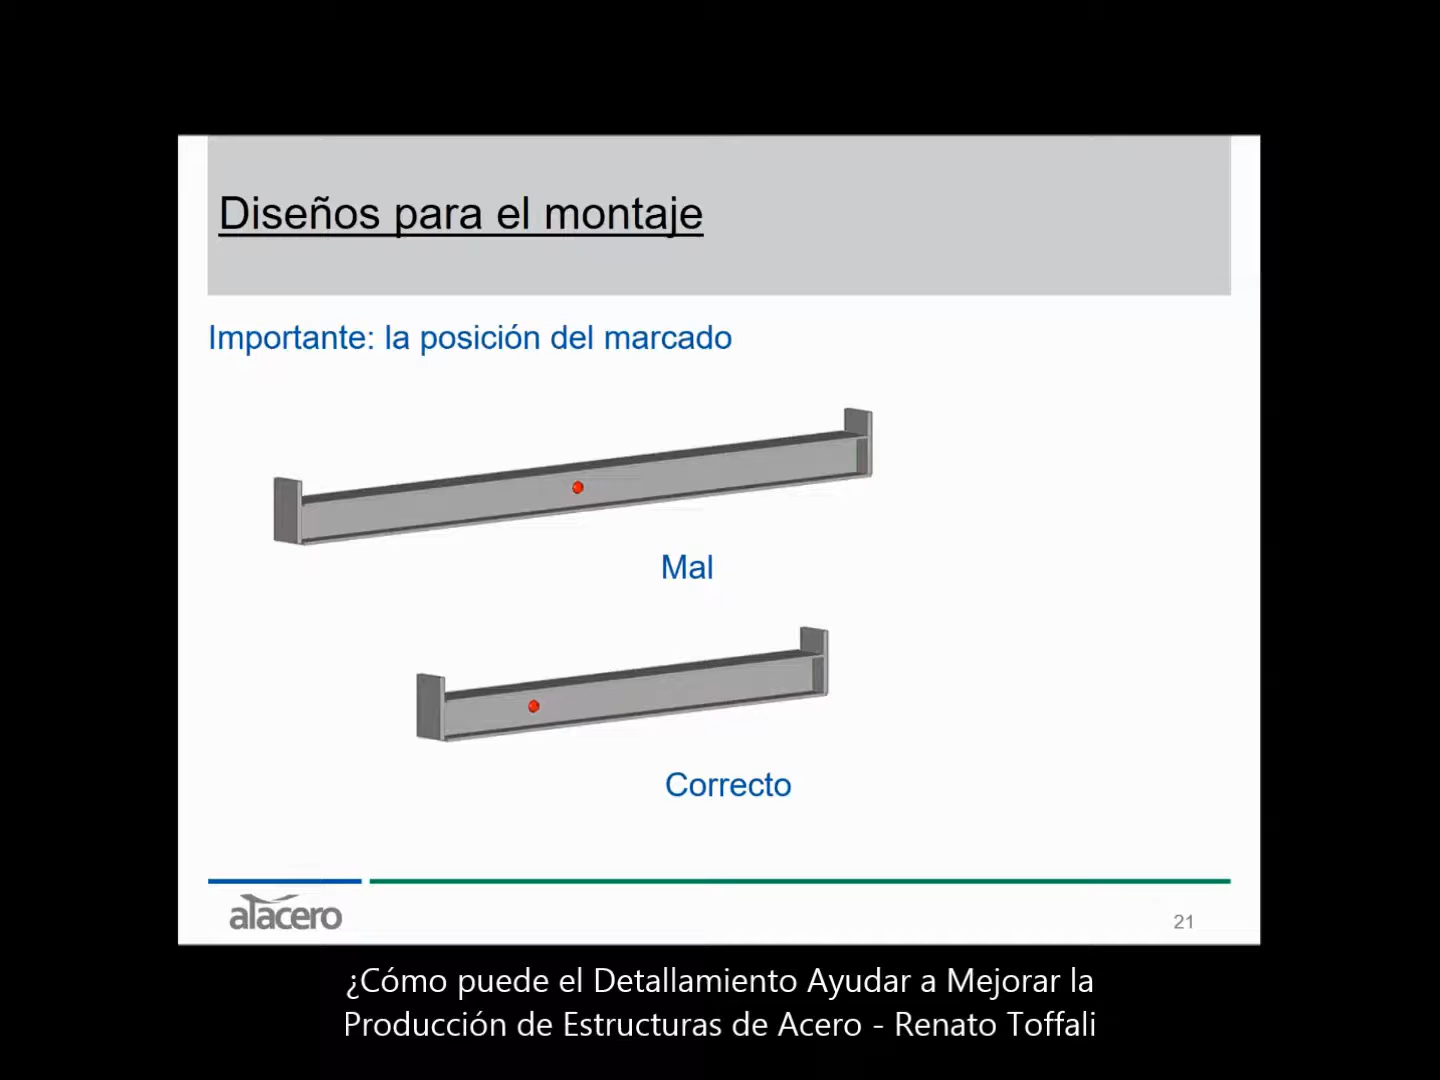 Diseños para el montaje
Importante: la posición del marcado
Mal
Correcto
alacero
21
¿Cómo puede el Detallamiento Ayudar a Mejorar la
Producción de Estructuras de Acero - Renato Toffali